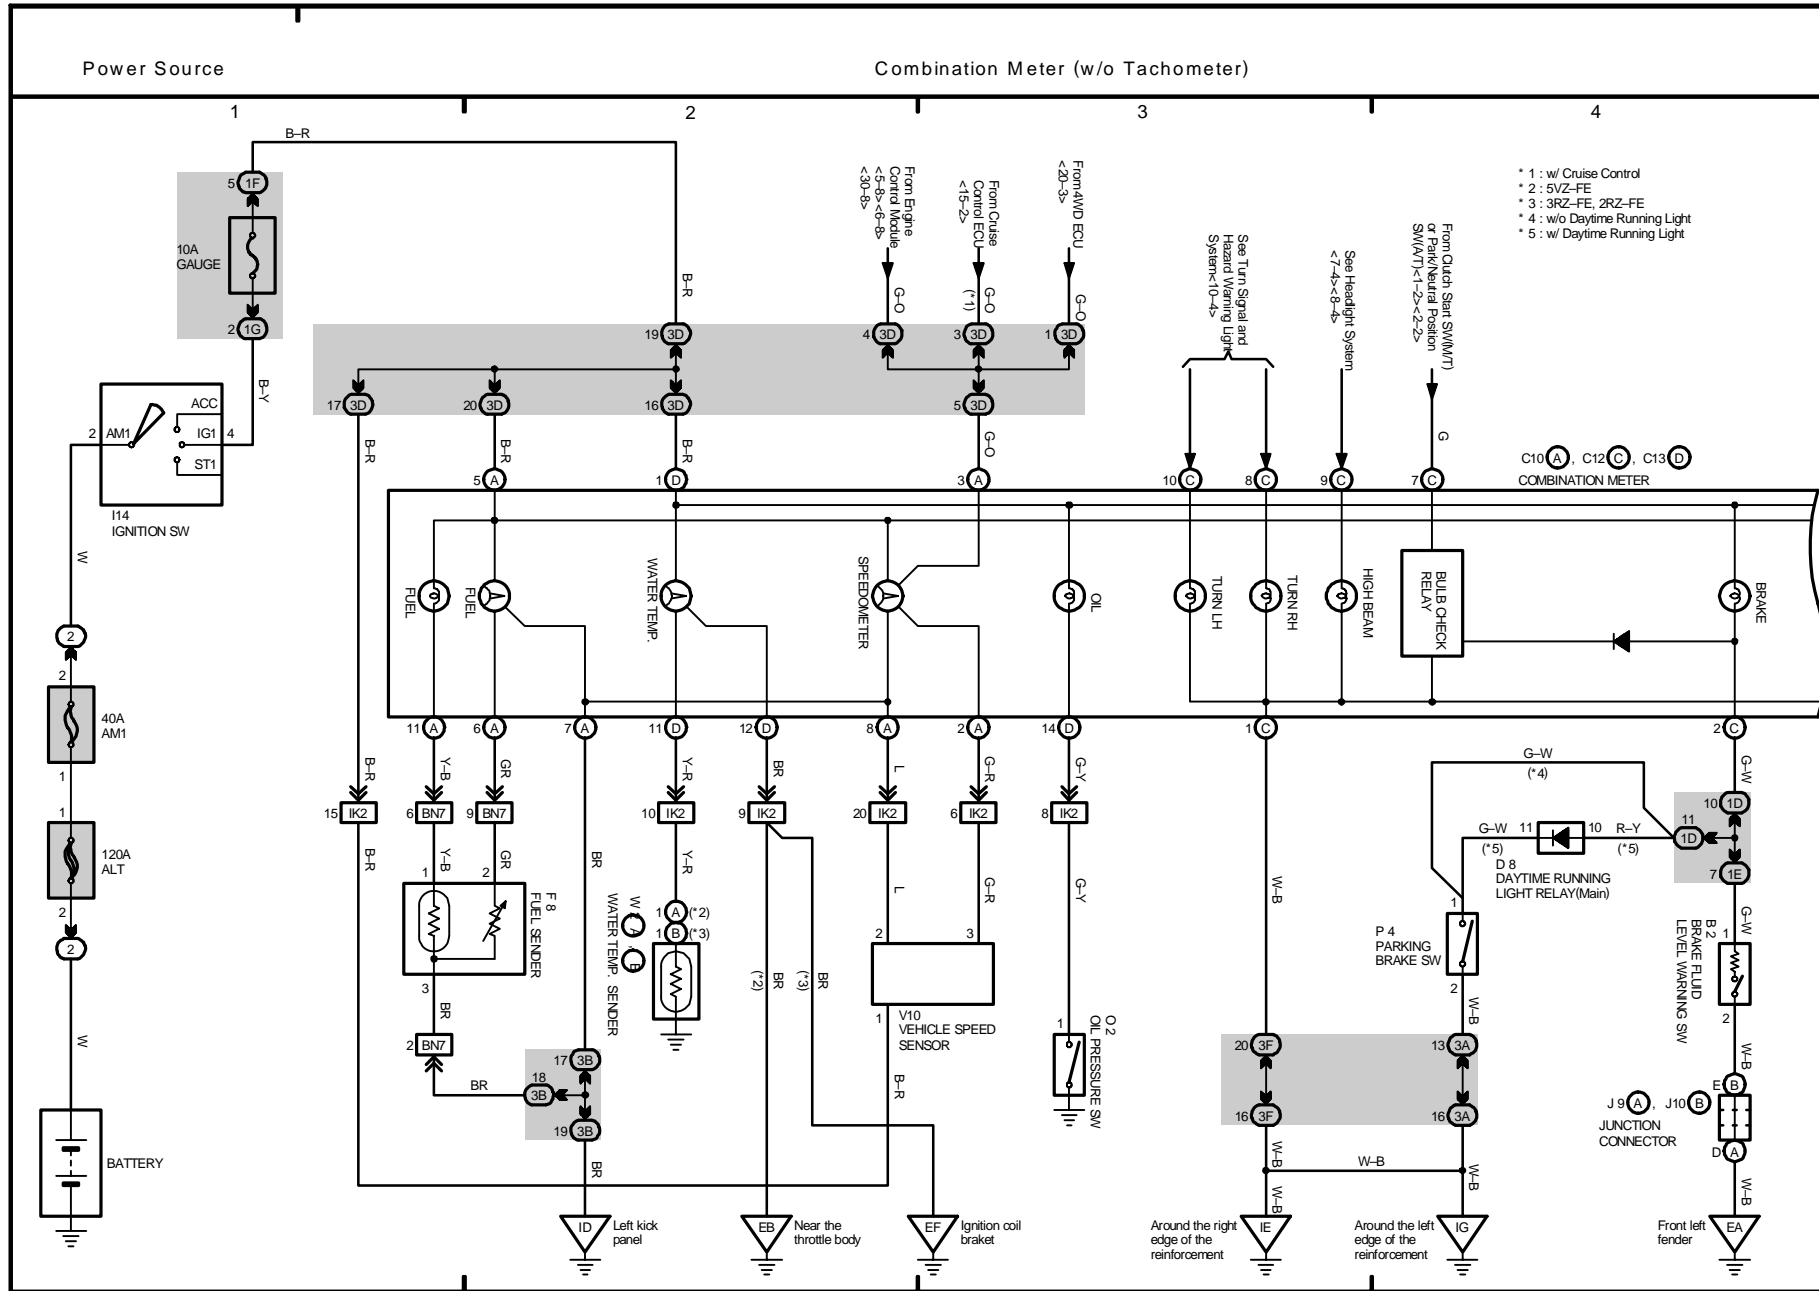 Power Source
Combination Meter (w/o Tachometer)
1
2
3
4
B–R
5 1F
10A
GAUGE
2 1G
B–Y
ACC
2 AM1
IG1 4
ST1
I14
IGNITION SW
W
2
2
40A
AM1
1
1
120A
ALT
2
2
W
BATTERY
B–R
19 3D
17 3D
20 3D
16 3D
B–R
B–R
B–R
From Engine
Control Module
<5–8><6–8>
<30–8>
From Cruise
Control ECU
<15–2>
From 4WD ECU
<20–3>
G–O
G–O
(*1)
G–O
4 3D
3 3D
1 3D
5 3D
G–O
See Turn Signal and
Hazard Warning Light
System<10–4>
See Headlight System
<7–4><8–4>
From Clutch Start SW(M/T)
or Park/Neutral Position
SW(A/T)<1–2><2–2>
G
* 1 : w/ Cruise Control
* 2 : 5VZ–FE
* 3 : 3RZ–FE, 2RZ–FE
* 4 : w/o Daytime Running Light
* 5 : w/ Daytime Running Light
C10 A , C12 C , C13 D
COMBINATION METER
5 A
1 D
3 A
10 C
8 C
9 C
7 C
FUEL
FUEL
WATER TEMP.
SPEEDOMETER
OIL
TURN LH
TURN RH
HIGH BEAM
BULB CHECK
RELAY
BRAKE
11 A
6 A
7 A
11 D
12 D
8 A
2 A
14 D
1 C
2 C
B–R
Y–B
GR
Y–R
BR
L
G–R
G–Y
G–W
15 IK2
6 BN7
9 BN7
10 IK2
9 IK2
20 IK2
6 IK2
8 IK2
B–R
Y–B
GR
BR
Y–R
L
G–R
G–Y
W–B
G–W
(*4)
10 1D
11
1D
7 1E
G–W
(*5)
11
10
R–Y
(*5)
D 8
DAYTIME RUNNING
LIGHT RELAY(Main)
G–W
1
2
F 8
FUEL SENDER
3
BR
2 BN7
BR
17 3B
18
3B
19 3B
BR
W 2 A , B
WATER TEMP. SENDER
1 A (*2)
1 B (*3)
BR
(*2)
BR
(*3)
2
3
1
V10
VEHICLE SPEED
SENSOR
B–R
1
O 2
OIL PRESSURE SW
P 4
PARKING
BRAKE SW
1
2
W–B
20 3F
13 3A
16 3F
16 3A
W–B
W–B
W–B
W–B
B 2
BRAKE FLUID
LEVEL WARNING SW
1
2
W–B
E B
J 9 A , J10 B
JUNCTION
CONNECTOR
D A
W–B
ID
Left kick
panel
EB
Near the
throttle body
EF
Ignition coil
braket
Around the right
edge of the
reinforcement
IE
Around the left
edge of the
reinforcement
IG
Front left
fender
EA